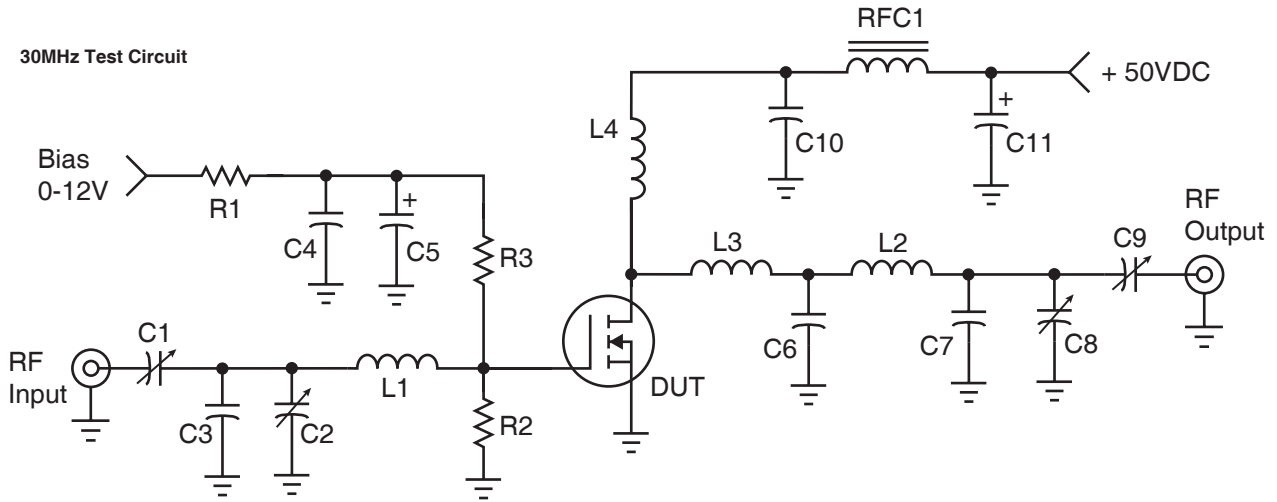 RFC1
30MHz Test Circuit
+ 50VDC
+
C10
C11
L4
Bias
0-12V
R1
+
C4
C5
R3
RF
Output
L3
L2
C9
C6
C7
C8
C1
RF
Input
L1
DUT
C3
C2
R2